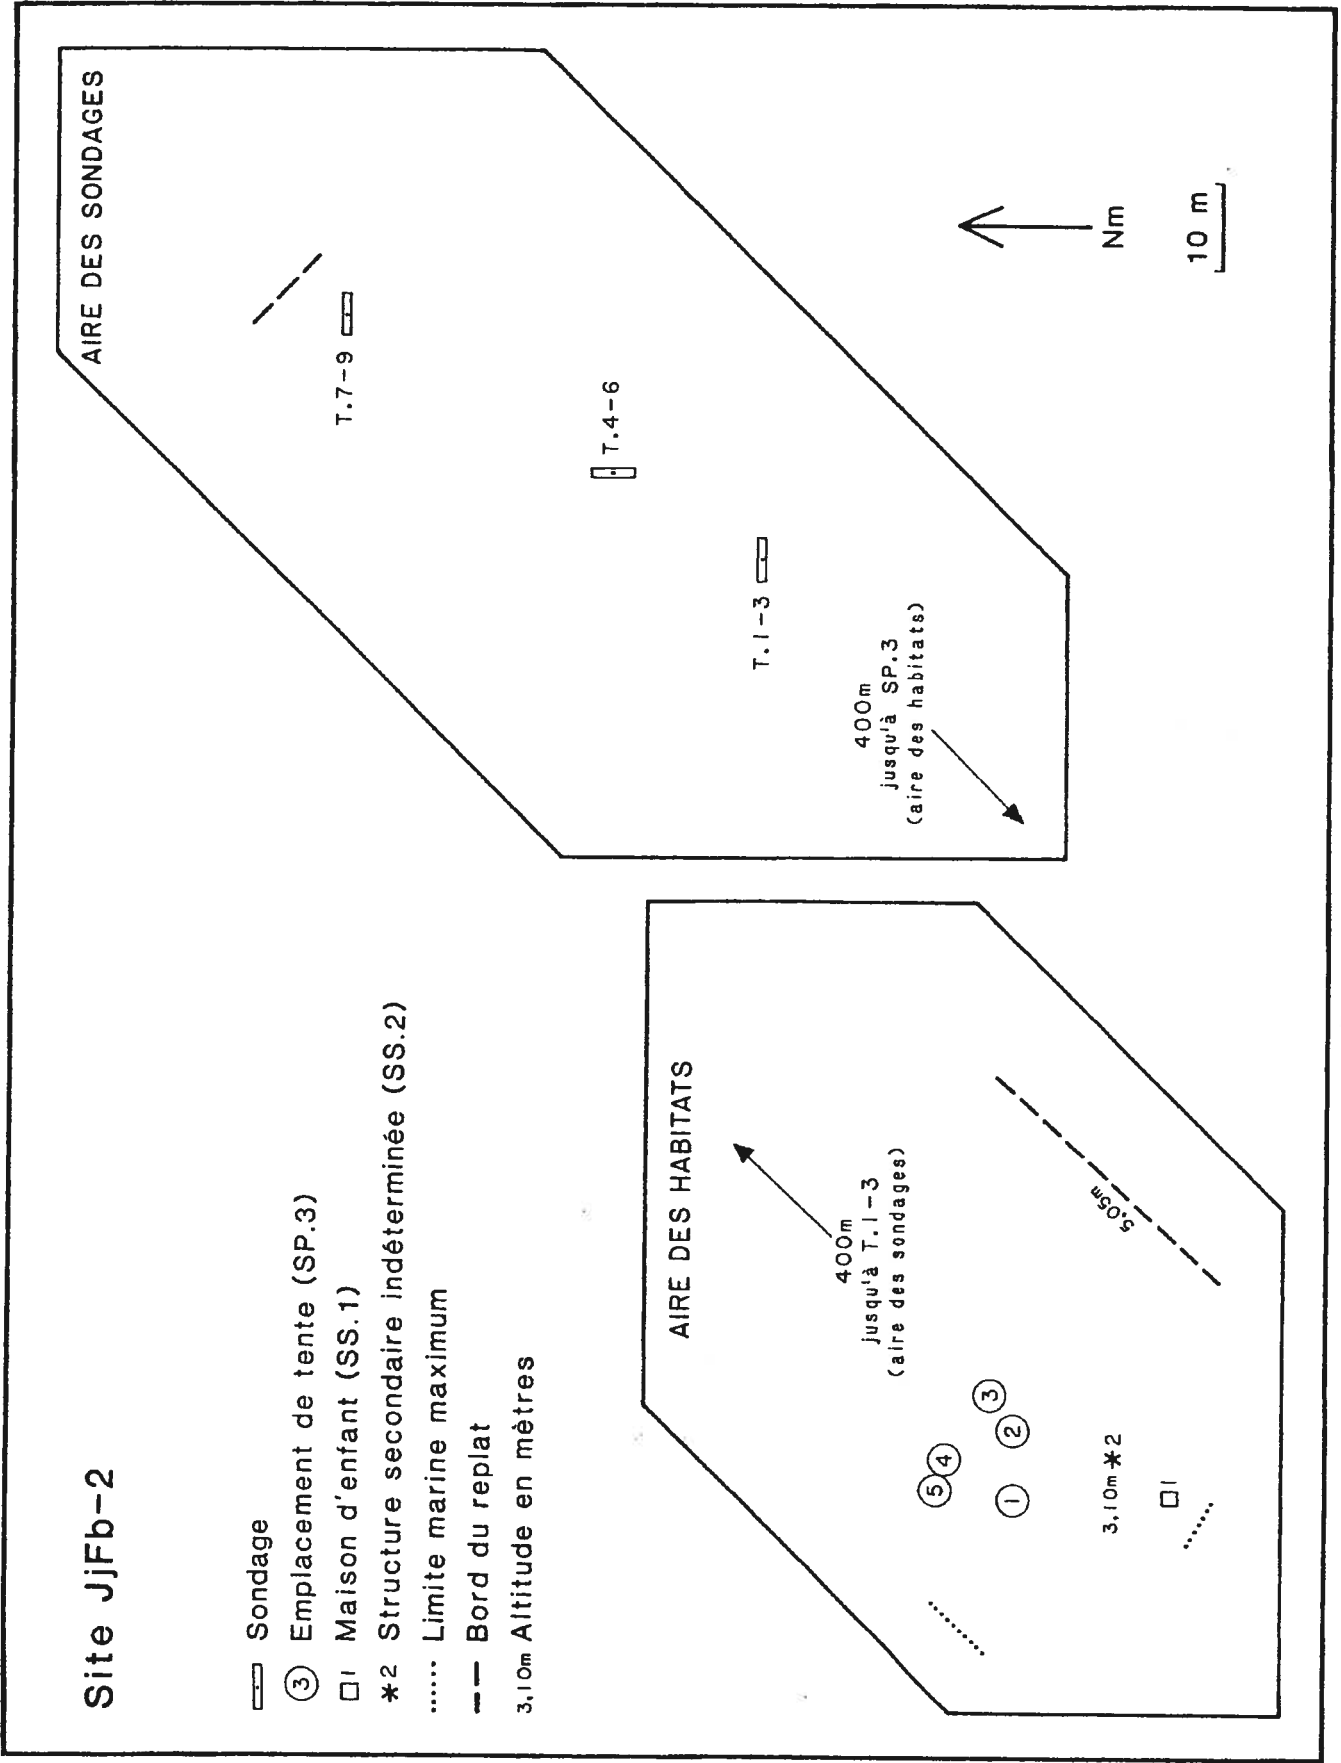 Site JjFb-2
Sondage
3 Emplacement de tente (SP.3)
1 Maison d'enfant (SS.1)
*2 Structure secondaire indéterminée (SS.2)
Limite marine maximum
Bord du replat
3,10m Altitude en mètres
AIRE DES SONDAGES
T.7-9
T.4-6
T.1-3
400m
jusqu'à SP.3
(aire des habitats)
Nm
10 m
AIRE DES HABITATS
400m
jusqu'à T.1-3
(aire des sondages)
5,05m
5
4
3
2
1
3,10m *2
1